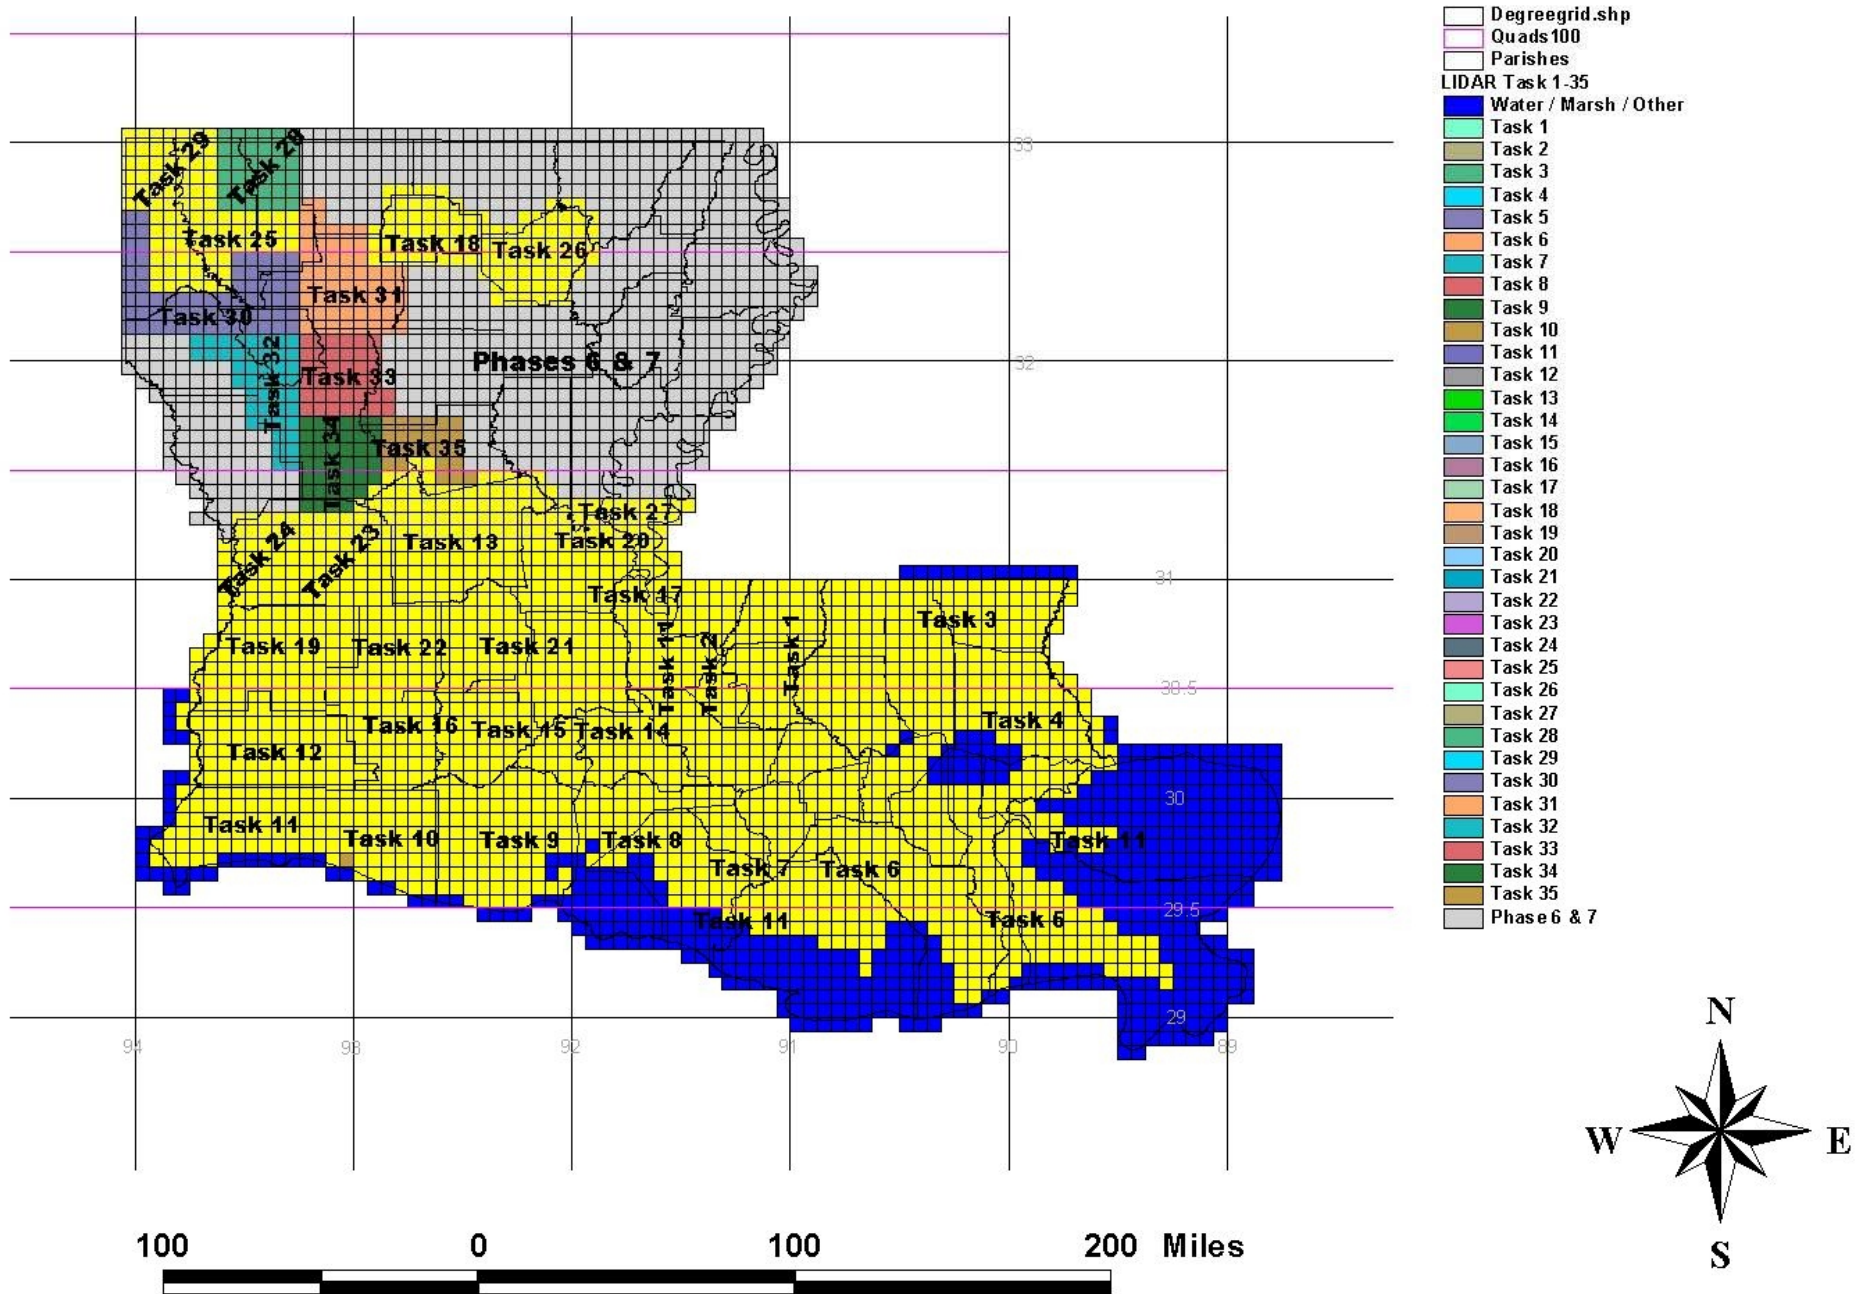 Degreegrid.shp
Quads100
Parishes
LIDAR Task 1-35
Water / Marsh / Other
Task 1
Task 2
Task 3
Task 4
Task 5
Task 6
Task 7
Task 8
Task 9
Task 10
Task 11
Task 12
Task 13
Task 14
Task 15
Task 16
Task 17
Task 18
Task 19
Task 20
Task 21
Task 22
Task 23
Task 24
Task 25
Task 26
Task 27
Task 28
Task 29
Task 30
Task 31
Task 32
Task 33
Task 34
Task 35
Phase 6 & 7
Task 29
Task 28
33
Task 25
Task 18
Task 26
Task 31
Task 30
Task 32
Phases 6 & 7
32
Task 33
Task 34
Task 35
Task 27
Task 24
Task 23
Task 13
Task 20
31
Task 17
Task 3
Task 19
Task 22
Task 21
Task 11
Task 2
Task 1
30.5
Task 16
Task 15
Task 14
Task 4
Task 12
30
Task 11
Task 10
Task 9
Task 8
Task 11
Task 7
Task 6
29.5
Task 11
Task 5
29
94
93
92
91
90
89
N
W
E
S
100
0
100
200 Miles